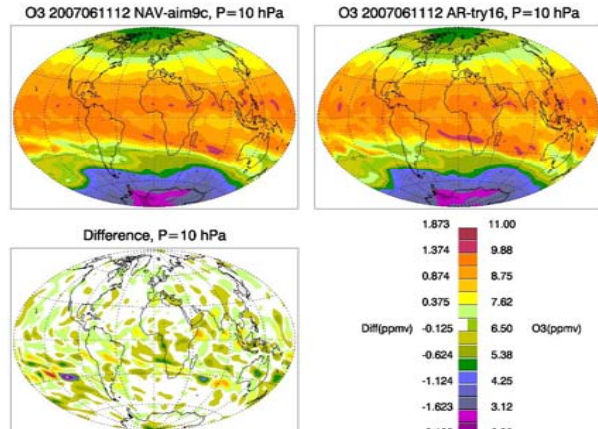 O3 2007061112 NAV-aim9c, P=10 hPa
O3 2007061112 AR-try16, P=10 hPa
Difference, P=10 hPa
1.873 11.00
1.374 9.88
0.874 8.75
0.375 7.62
Diff(ppmv) -0.125 6.50 O3(ppmv)
-0.624 5.38
-1.124 4.25
-1.623 3.12